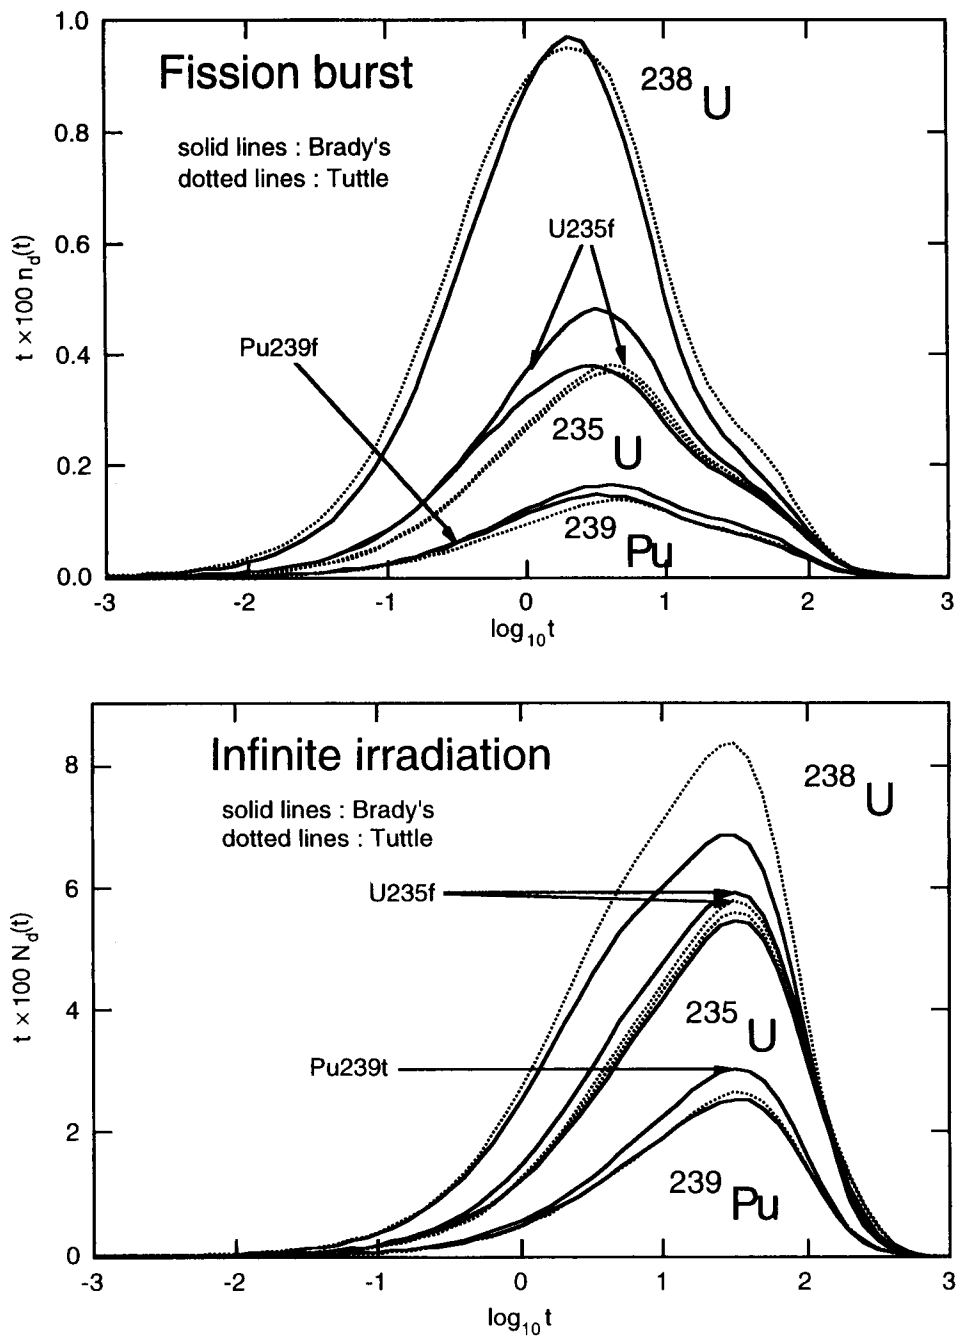 1.0
Fission burst
238 U
solid lines : Brady's
dotted lines : Tuttle
0.8
0.6
0.4
0.2
0.0
t × 100 n_d(t)
U235f
Pu239f
235 U
239 Pu
-3 -2 -1 0 1 2 3
log10 t
Infinite irradiation
238 U
solid lines : Brady's
dotted lines : Tuttle
8
6
4
2
0
t × 100 N_d(t)
U235f
235 U
Pu239t
239 Pu
-3 -2 -1 0 1 2 3
log10 t